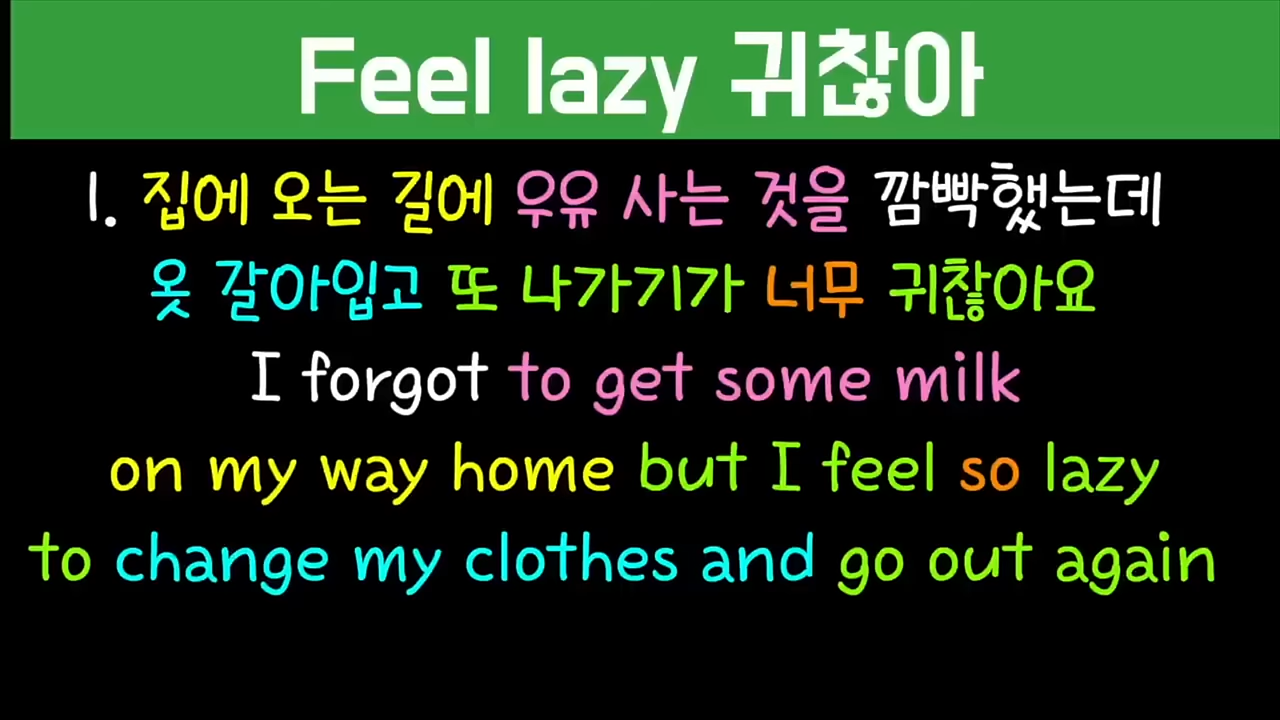 Feel lazy 귀찮아
1. 집에 오는 길에 우유 사는 것을 깜빡했는데
옷 갈아입고 또 나가기가 너무 귀찮아요
I forgot to get some milk
on my way home but I feel so lazy
to change my clothes and go out again